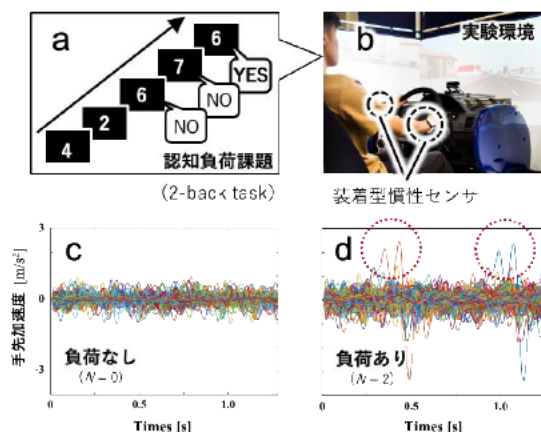 a
6
7
YES
6
NO
2
NO
4
認知負荷課題
(2-back task)
b
実験環境
装着型慣性センサ
手先加速度 [m/s²]
3
0
-3
c
負荷なし
(N=0)
0
0.5
1.0
Times [s]
d
負荷あり
(N=2)
0
0.5
1.0
Times [s]